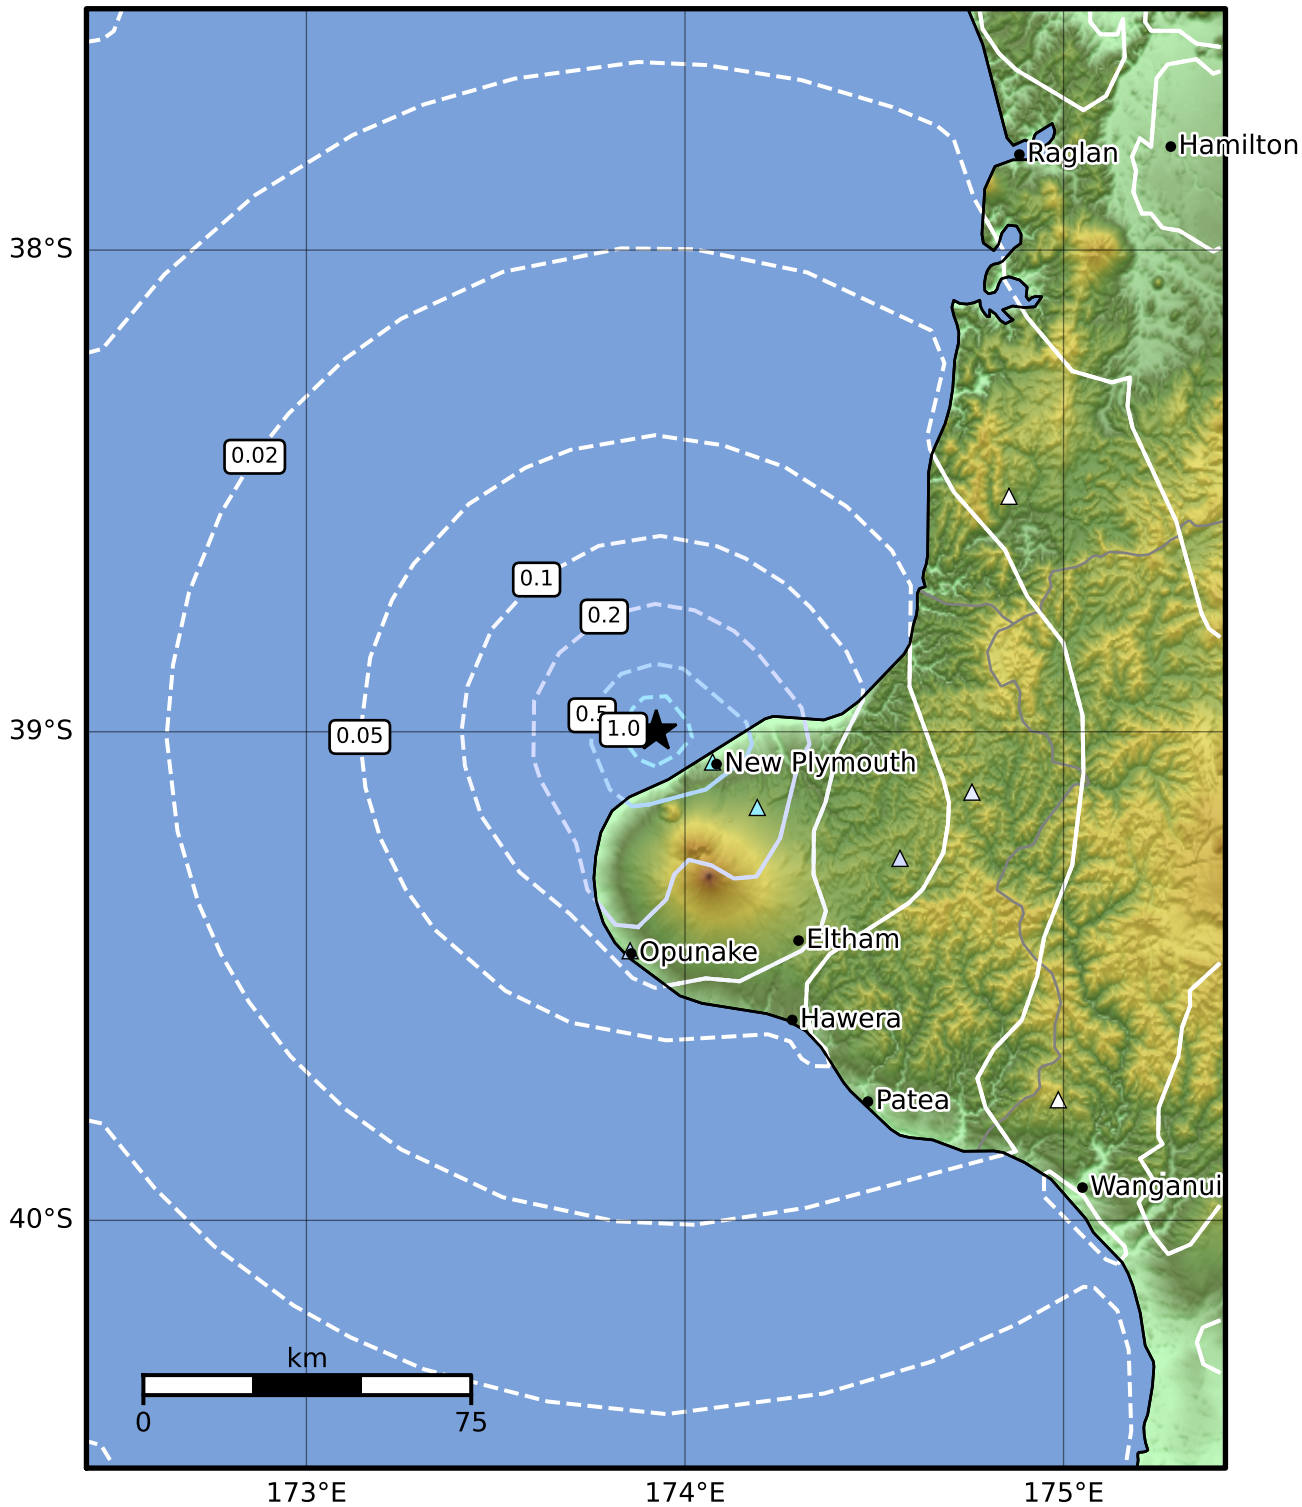 Hamilton
Raglan
38°S
0.02
0.1
0.2
0.5
1.0
39°S
0.05
New Plymouth
Eltham
Opunake
Hawera
Patea
Wanganui
40°S
km
0
75
173°E
174°E
175°E